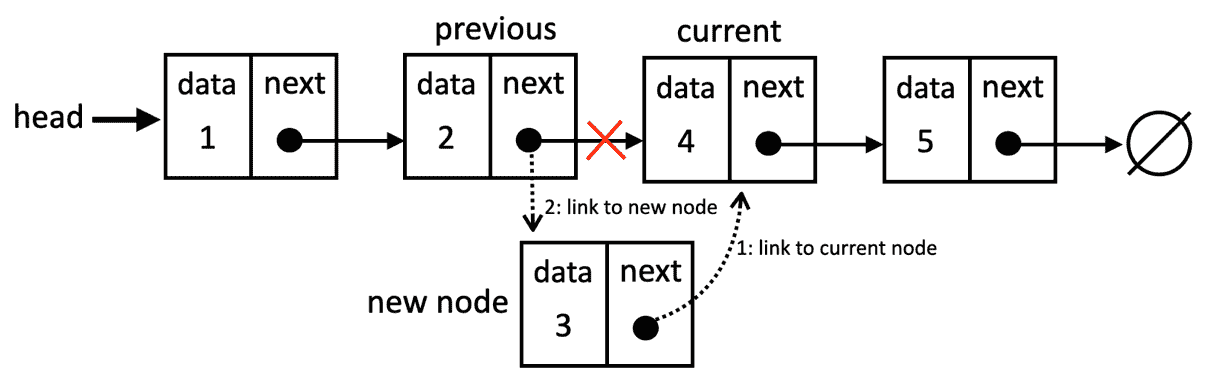 previous
current
head
data next
1
data next
2
data next
4
data next
5
2: link to new node
1: link to current node
new node
data next
3